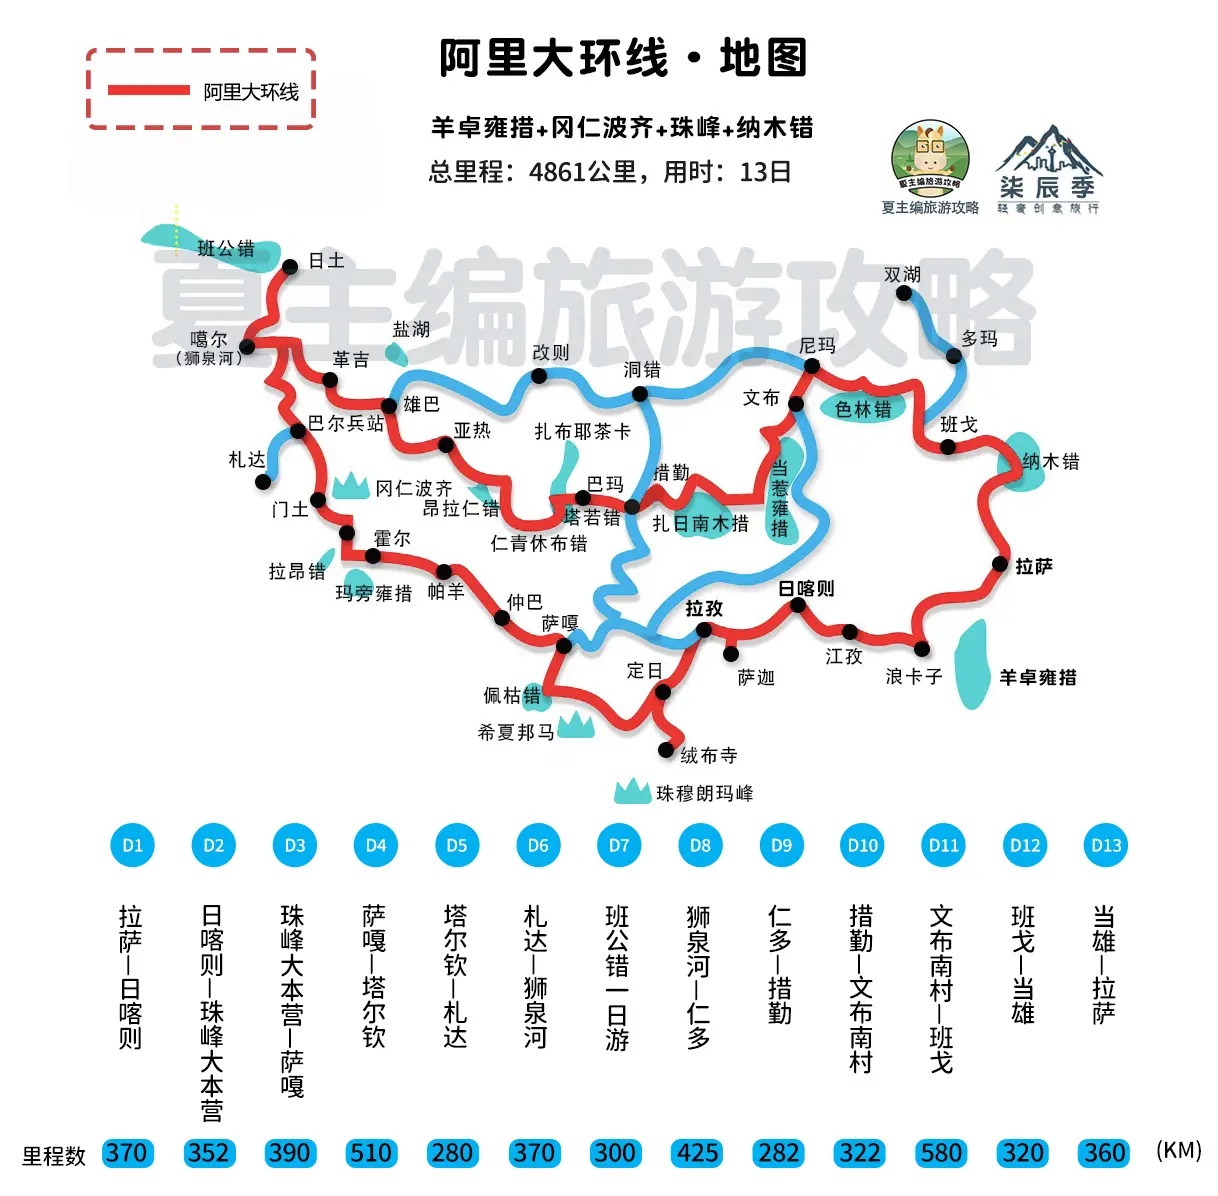 阿里大环线·地图
阿里大环线
羊卓雍措+冈仁波齐+珠峰+纳木错
总里程：4861公里，用时：13日
夏主编旅游攻略
夏主编旅游攻略
柒辰季
轻奢创意旅行
夏主编旅游攻略
班公错
日土
双湖
噶尔
（狮泉河）
盐湖
革吉
改则
洞错
尼玛
多玛
雄巴
文布
色林错
巴尔兵站
亚热
扎布耶茶卡
班戈
札达
冈仁波齐
昂拉仁错
巴玛
措勤
当惹雍措
纳木错
门土
塔若错
扎日南木措
霍尔
仁青休布错
拉昂错
玛旁雍措
帕羊
拉萨
仲巴
萨嘎
拉孜
日喀则
定日
萨迦
江孜
浪卡子
羊卓雍措
佩枯错
希夏邦马
绒布寺
珠穆朗玛峰
D1 D2 D3 D4 D5 D6 D7 D8 D9 D10 D11 D12 D13
拉萨—日喀则
日喀则—珠峰大本营
珠峰大本营—萨嘎
萨嘎—塔尔钦
塔尔钦—札达
札达—狮泉河
班公错一日游
狮泉河—仁多
仁多—措勤
措勤—文布南村
文布南村—班戈
班戈—当雄
当雄—拉萨
里程数 370 352 390 510 280 370 300 425 282 322 580 320 360 (KM)